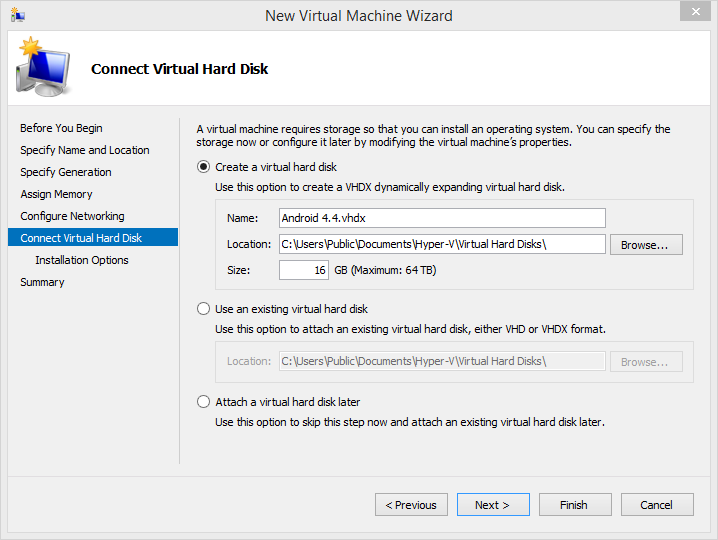 New Virtual Machine Wizard
Connect Virtual Hard Disk
Before You Begin
Specify Name and Location
Specify Generation
Assign Memory
Configure Networking
Connect Virtual Hard Disk
Installation Options
Summary
A virtual machine requires storage so that you can install an operating system. You can specify the
storage now or configure it later by modifying the virtual machine's properties.
Create a virtual hard disk
Use this option to create a VHDX dynamically expanding virtual hard disk.
Name: Android 4.4.vhdx
Location: C:\Users\Public\Documents\Hyper-V\Virtual Hard Disks\ Browse...
Size: 16 GB (Maximum: 64 TB)
Use an existing virtual hard disk
Use this option to attach an existing virtual hard disk, either VHD or VHDX format.
Location: C:\Users\Public\Documents\Hyper-V\Virtual Hard Disks\ Browse...
Attach a virtual hard disk later
Use this option to skip this step now and attach an existing virtual hard disk later.
< Previous Next > Finish Cancel